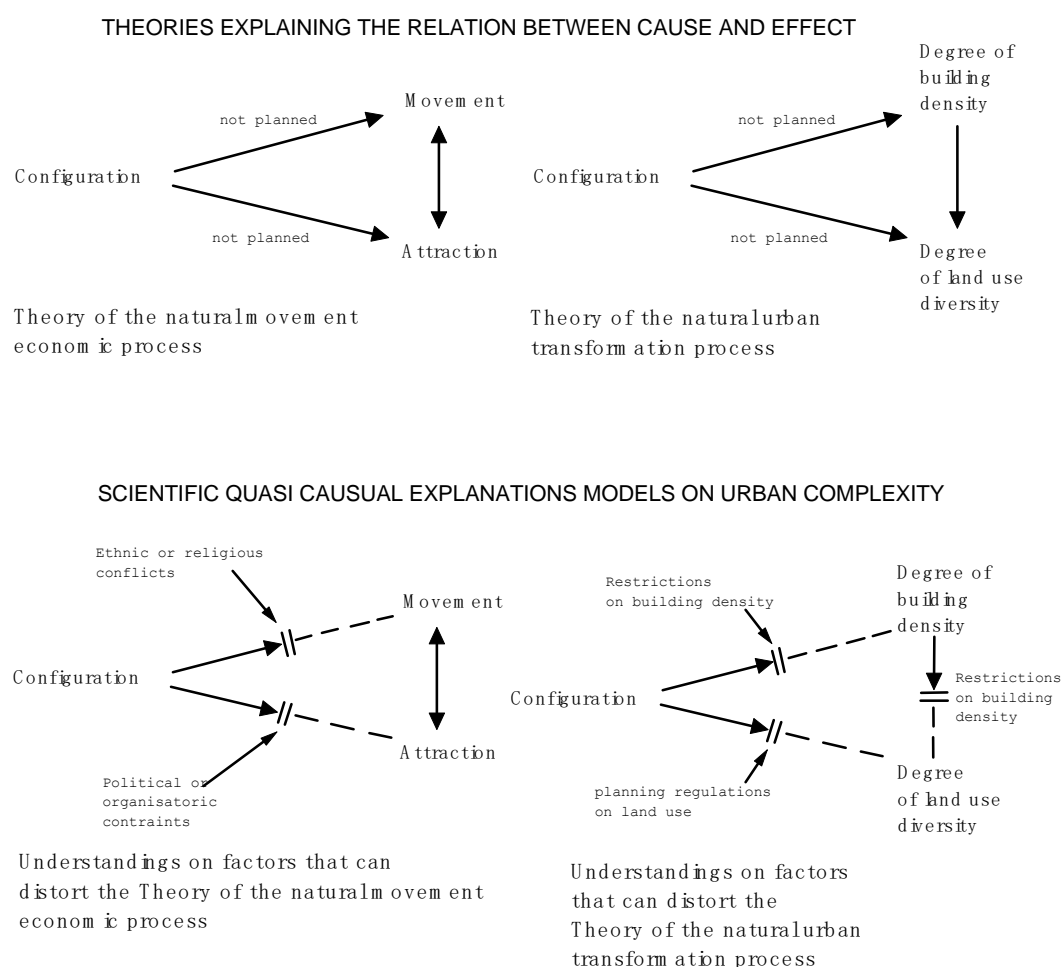 THEORIES EXPLAINING THE RELATION BETWEEN CAUSE AND EFFECT
Configuration
not planned
not planned
Movement
Attraction
Theory of the natural movement
economic process
Configuration
not planned
not planned
Degree of
building
density
Degree
of land use
diversity
Theory of the natural urban
transformation process
SCIENTIFIC QUASI CAUSUAL EXPLANATIONS MODELS ON URBAN COMPLEXITY
Ethnic or religious
conflicts
Configuration
Movement
Attraction
Political or
organisatoric
contraints
Understandings on factors that can
distort the Theory of the natural movement
economic process
Restrictions
on building density
Configuration
Degree of
building
density
Restrictions
on building
density
planning regulations
on land use
Degree
of land use
diversity
Understandings on factors
that can distort the
Theory of the natural urban
transformation process